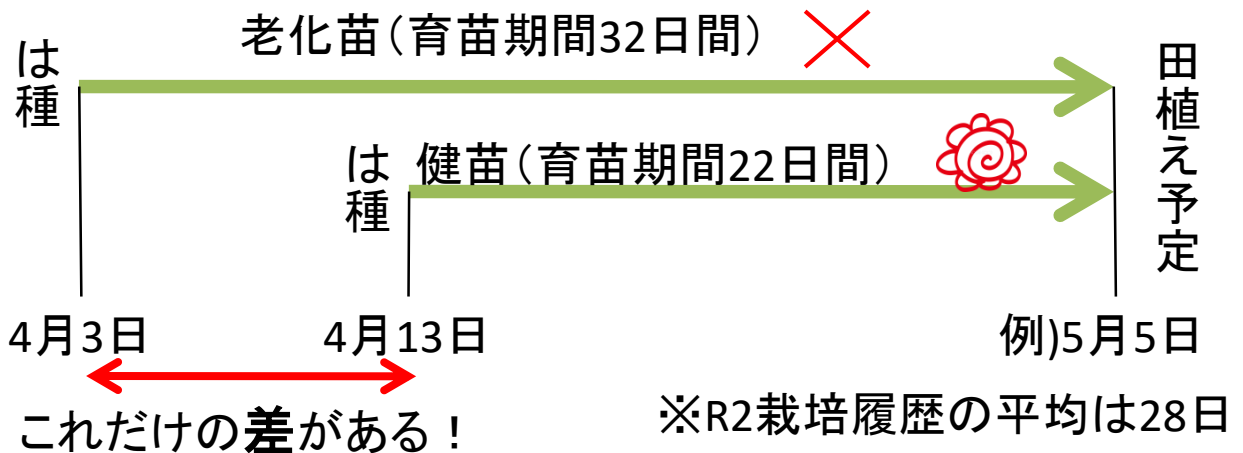 老化苗（育苗期間32日間）
は種
田植え予定
は種
健苗（育苗期間22日間）
4月3日
4月13日
例)5月5日
これだけの差がある！
※R2栽培履歴の平均は28日